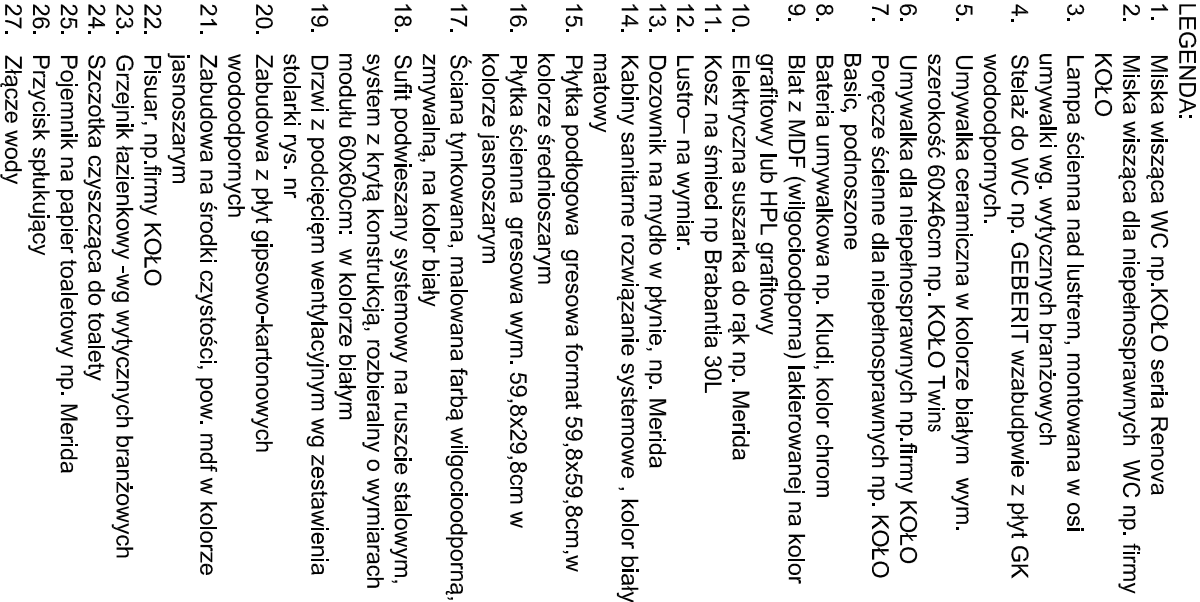 LEGENDA:
1. Miska wisząca WC np.KOŁO seria Renova
2. Miska wisząca dla niepełnosprawnych WC np. firmy
KOŁO
3. Lampa ścienna nad lustrem, montowana w osi
umywalki wg. wytycznych branżowych
4. Stelaż do WC np. GEBERIT wzabudpwie z płyt GK
wodoodpornych.
5. Umywalka ceramiczna w kolorze białym wym.
szerokość 60x46cm np. KOŁO Twins
6. Umywalka dla niepełnosprawnych np.firmy KOŁO
7. Poręcze ścienne dla niepełnosprawnych np. KOŁO
Basic, podnoszone
8. Bateria umywalkowa np. Kludi, kolor chrom
9. Blat z MDF (wilgocioodporna) lakierowanej na kolor
grafitowy lub HPL grafitowy
10. Elektryczna suszarka do rąk np. Merida
11. Kosz na śmieci np Brabantia 30L
12. Lustro– na wymiar.
13. Dozownik na mydło w płynie, np. Merida
14. Kabiny sanitarne rozwiązanie systemowe , kolor biały
matowy
15. Płytka podłogowa gresowa format 59,8x59,8cm,w
kolorze średnioszarym
16. Płytka ścienna gresowa wym. 59,8x29,8cm w
kolorze jasnoszarym
17. Ściana tynkowana, malowana farbą wilgocioodporną,
zmywalną, na kolor biały
18. Sufit podwieszany systemowy na ruszcie stalowym,
system z krytą konstrukcją, rozbieralny o wymiarach
modułu 60x60cm: w kolorze białym
19. Drzwi z podcięcięm wentylacyjnym wg zestawienia
stolarki rys. nr
20. Zabudowa z płyt gipsowo-kartonowych
wodoodpornych
21. Zabudowa na środki czystości, pow. mdf w kolorze
jasnoszarym
22. Pisuar, np.firmy KOŁO
23. Grzejnik łazienkowy -wg wytycznych branżowych
24. Szczotka czyszcząca do toalety
25. Pojemnik na papier toaletowy np. Merida
26. Przycisk spłukujący
27. Złącze wody